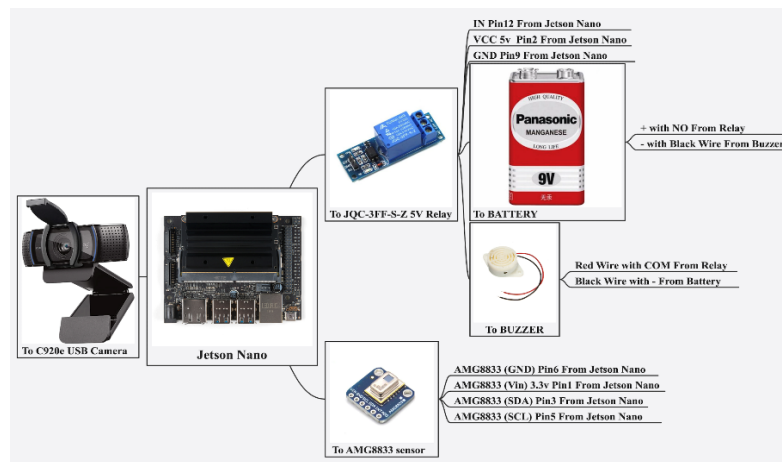 IN Pin12 From Jetson Nano
VCC 5v Pin2 From Jetson Nano
GND Pin9 From Jetson Nano
To JQC-3FF-S-Z 5V Relay
HIGH QUALITY
Panasonic
MANGANESE
LONG LIFE
9V
To BATTERY
+ with NO From Relay
- with Black Wire From Buzzer
To C920e USB Camera
Jetson Nano
To BUZZER
Red Wire with COM From Relay
Black Wire with - From Battery
To AMG8833 sensor
AMG8833 (GND) Pin6 From Jetson Nano
AMG8833 (Vin) 3.3v Pin1 From Jetson Nano
AMG8833 (SDA) Pin3 From Jetson Nano
AMG8833 (SCL) Pin5 From Jetson Nano